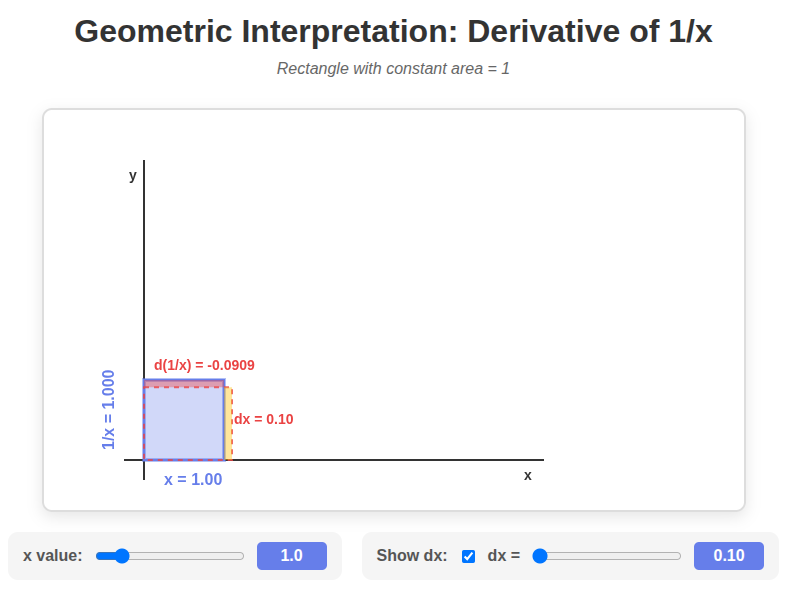 Geometric Interpretation: Derivative of 1/x
Rectangle with constant area = 1
y
d(1/x) = -0.0909
1/x = 1.000
dx = 0.10
x = 1.00
x
x value:
1.0
Show dx:
dx =
0.10